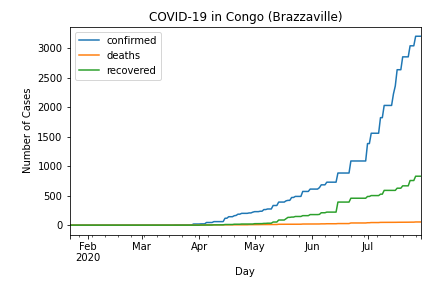 COVID-19 in Congo (Brazzaville)
confirmed
deaths
recovered
Number of Cases
3000
2500
2000
1500
1000
500
0
Feb Mar Apr May Jun Jul
2020
Day